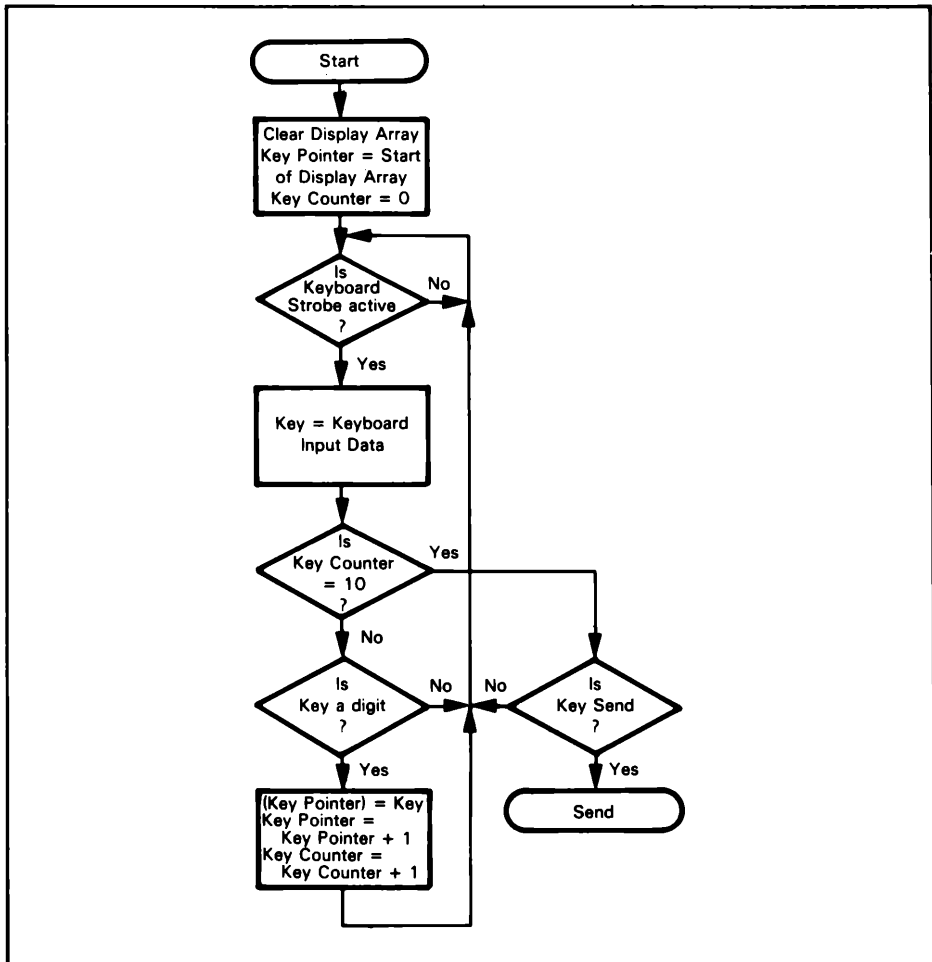 Start
Clear Display Array
Key Pointer = Start
of Display Array
Key Counter = 0
Is
Keyboard
Strobe active
?
No
Yes
Key = Keyboard
Input Data
Is
Key Counter
= 10
?
Yes
No
Is
Key a digit
?
No
No
Is
Key Send
?
Yes
Yes
(Key Pointer) = Key
Key Pointer =
Key Pointer + 1
Key Counter =
Key Counter + 1
Send